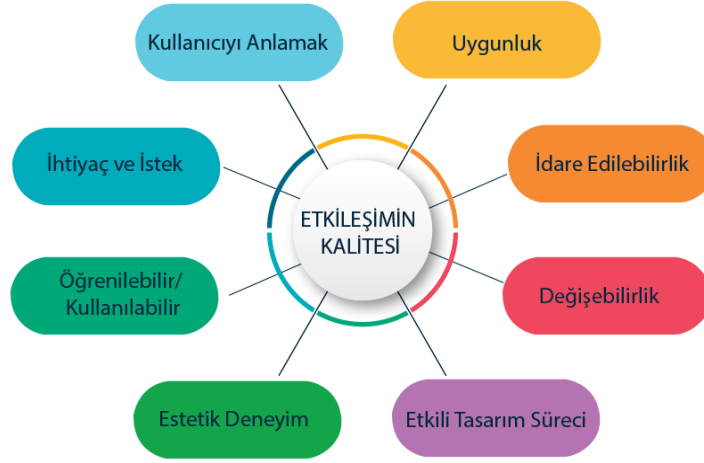 Kullanıcıyı Anlamak
Uygunluk
İhtiyaç ve İstek
İdare Edilebilirlik
ETKİLEŞİMİN
KALİTESİ
Öğrenilebilir/
Kullanılabilir
Değişebilirlik
Estetik Deneyim
Etkili Tasarım Süreci